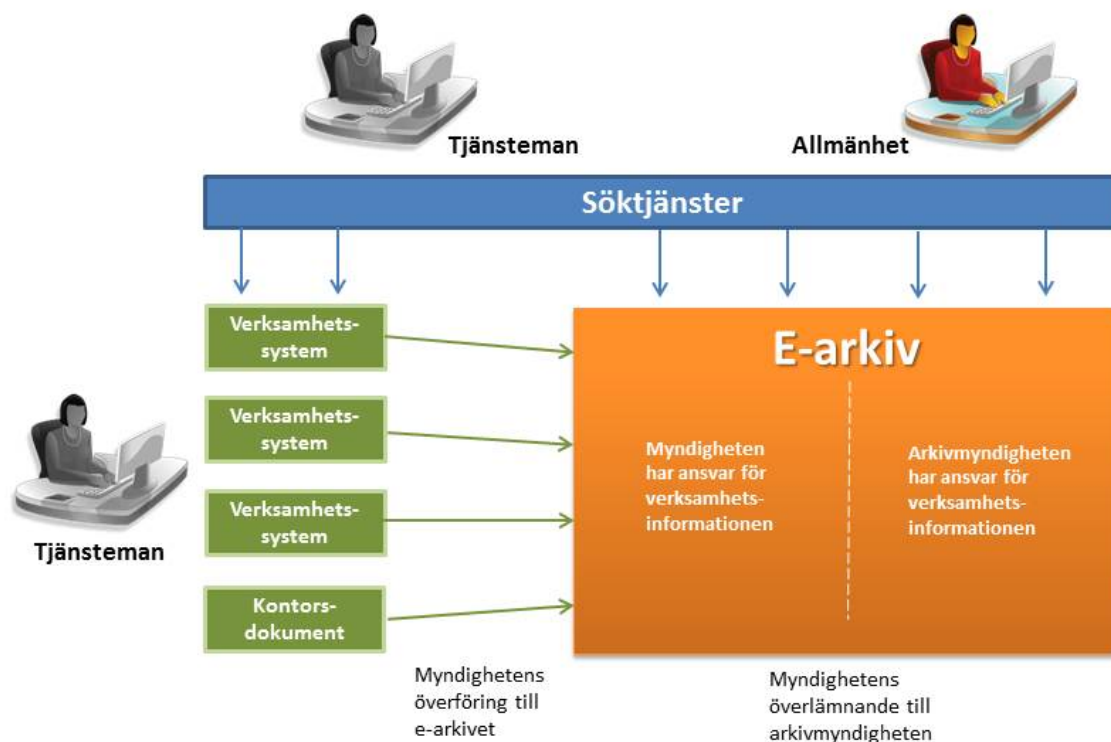 Tjänsteman
Allmänhet
Söktjänster
Verksamhets-
system
E-arkiv
Verksamhets-
system
Myndigheten
har ansvar för
verksamhets-
informationen
Arkivmyndigheten
har ansvar för
verksamhets-
informationen
Verksamhets-
system
Tjänsteman
Kontors-
dokument
Myndighetens
överföring till
e-arkivet
Myndighetens
överlämnande till
arkivmyndigheten